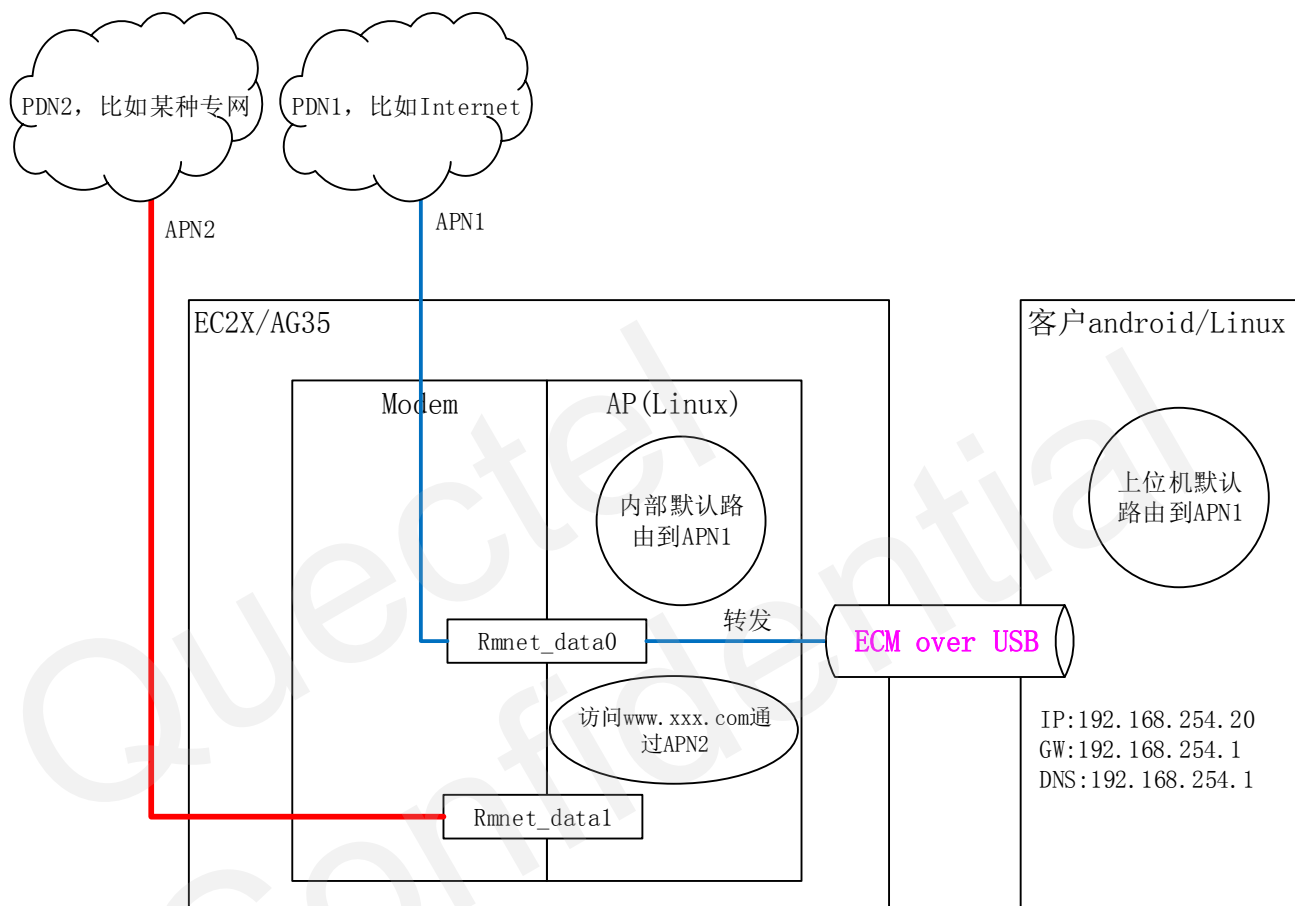 PDN2，比如某种专网
PDN1，比如Internet
APN2
APN1
EC2X/AG35
客户android/Linux
Modem
AP(Linux)
内部默认路
由到APN1
上位机默认
路由到APN1
Rmnet_data0
转发
ECM over USB
访问www.xxx.com通
过APN2
IP:192.168.254.20
GW:192.168.254.1
DNS:192.168.254.1
Rmnet_data1
Quectel
Confidential